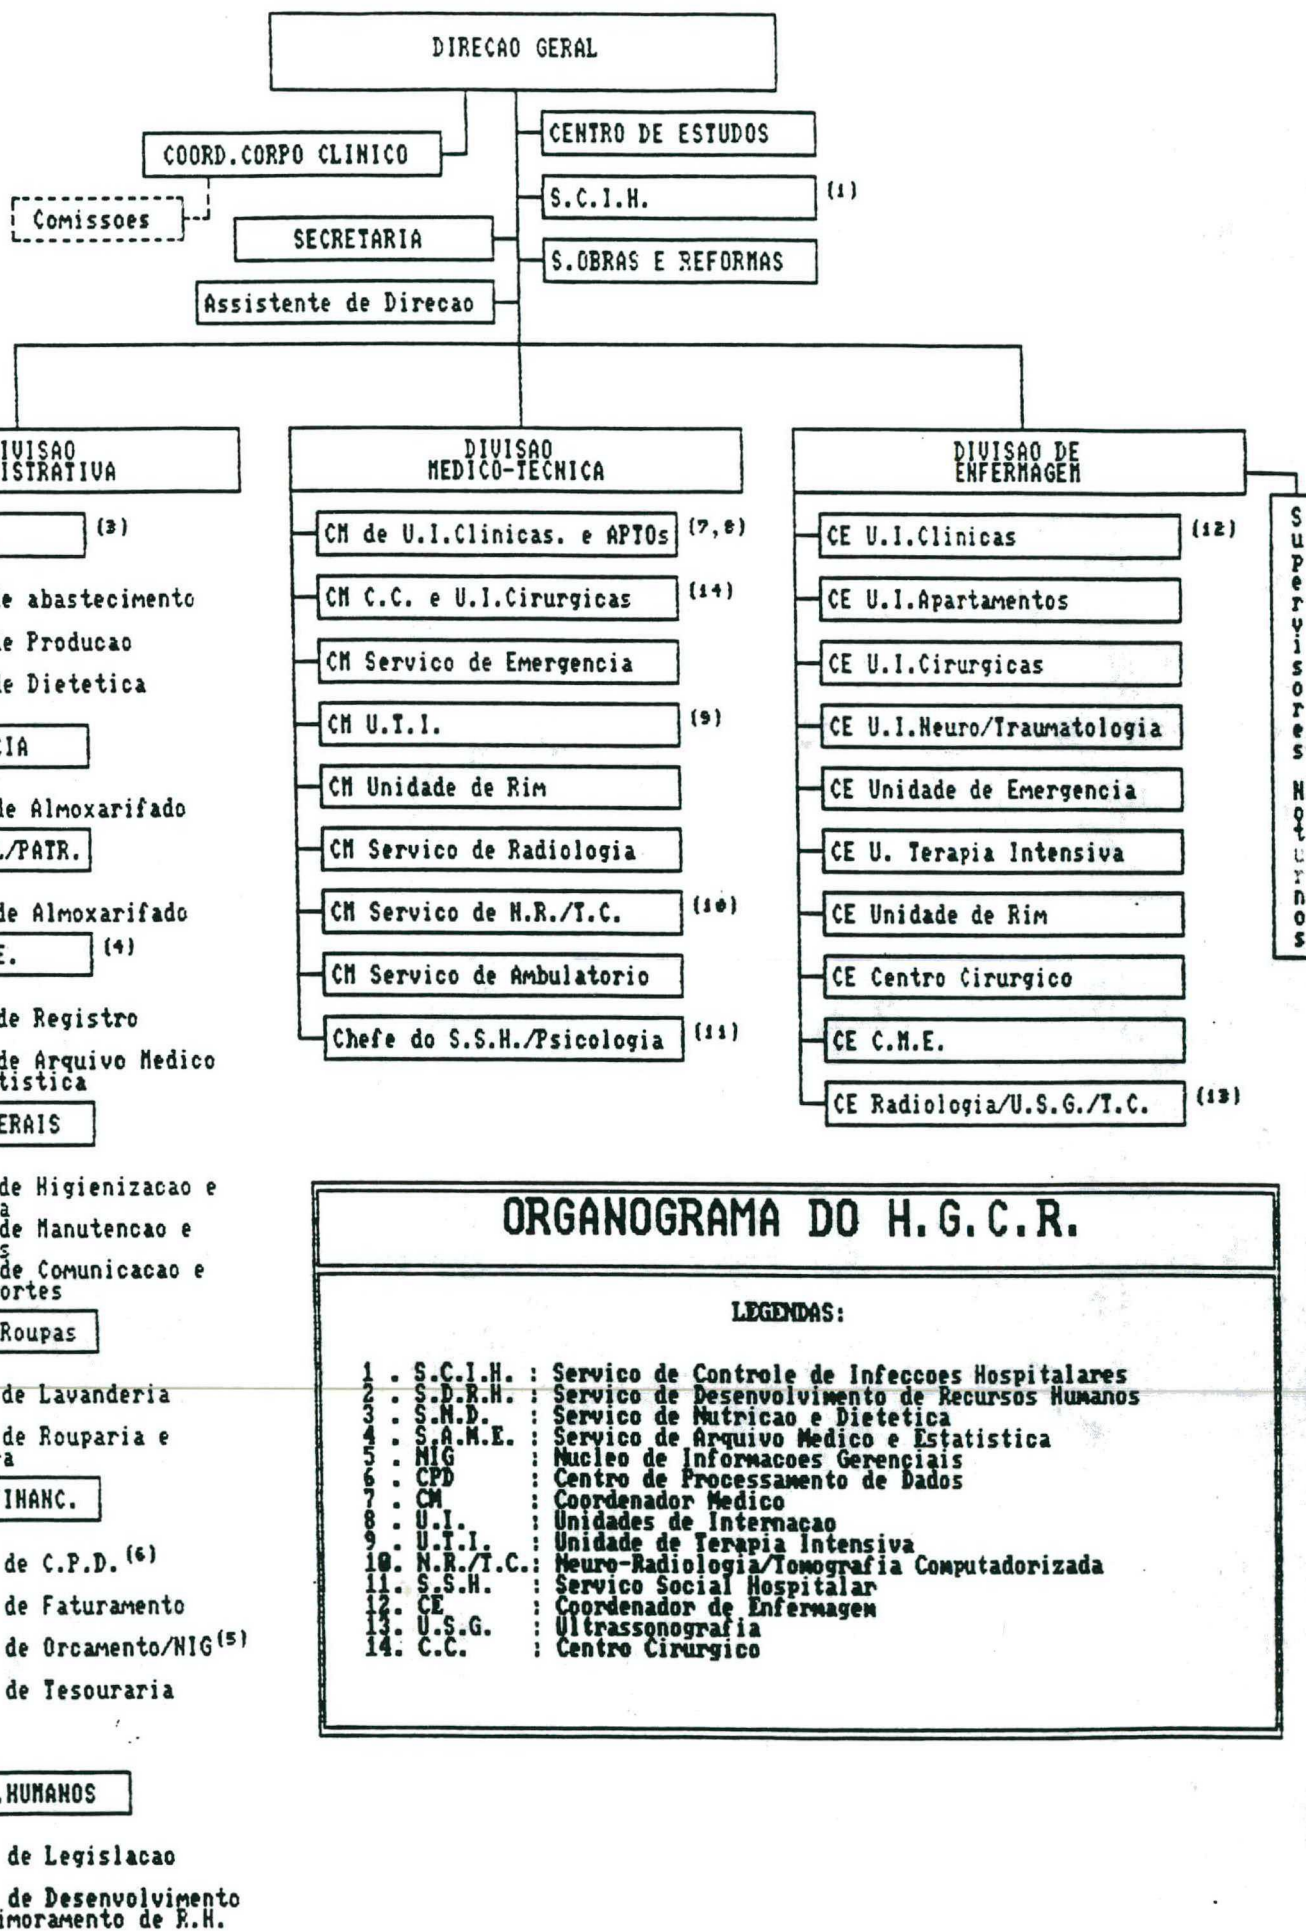 DIRECAO GERAL
CENTRO DE ESTUDOS
COORD.CORPO CLINICO
S.C.I.H. (1)
Comissoes
SECRETARIA
S.OBRAS E REFORMAS
Assistente de Direcao
IVISAO
ISTRATIVA
(3)
e abastecimento
e Producao
de Dietetica
CIA
de Almoxarifado
./PATR.
de Almoxarifado
E. (4)
de Registro
de Arquivo Medico
tistica
ERAIS
de Higienizacao e
a
de Manutencao e
s
de Comunicacao e
ortes
Roupas
de Lavanderia
de Rouparia e
ra
INANC.
de C.P.D. (6)
de Faturamento
de Orcamento/NIG (5)
de Tesouraria
.HUMANOS
de Legislacao
de Desenvolvimento
imoramento de R.H.
DIVISAO
MEDICO-TECNICA
CM de U.I.Clinicas. e APTOs (7,8)
CM C.C. e U.I.Cirurgicas (14)
CM Servico de Emergencia
CM U.T.I. (9)
CM Unidade de Rim
CM Servico de Radiologia
CM Servico de N.R./T.C. (10)
CM Servico de Ambulatorio
Chefe do S.S.H./Psicologia (11)
DIVISAO DE
ENFERMAGEM
CE U.I.Clinicas (12)
CE U.I.Apartamentos
CE U.I.Cirurgicas
CE U.I.Neuro/Traumatologia
CE Unidade de Emergencia
CE U. Terapia Intensiva
CE Unidade de Rim
CE Centro Cirurgico
CE C.M.E.
CE Radiologia/U.S.G./T.C. (13)
Supervisores Noturnos
ORGANOGRAMA DO H.G.C.R.
LEGENDAS:
1 . S.C.I.H. : Servico de Controle de Infeccoes Hospitalares
2 . S.D.R.H. : Servico de Desenvolvimento de Recursos Humanos
3 . S.N.D. : Servico de Nutricao e Dietetica
4 . S.A.M.E. : Servico de Arquivo Medico e Estatistica
5 . NIG : Nucleo de Informacoes Gerenciais
6 . CPD : Centro de Processamento de Dados
7 . CM : Coordenador Medico
8 . U.I. : Unidades de Internacao
9 . U.T.I. : Unidade de Terapia Intensiva
10. N.R./T.C.: Neuro-Radiologia/Tomografia Computadorizada
11. S.S.H. : Servico Social Hospitalar
12. CE : Coordenador de Enfermagem
13. U.S.G. : Ultrassonografia
14. C.C. : Centro Cirurgico